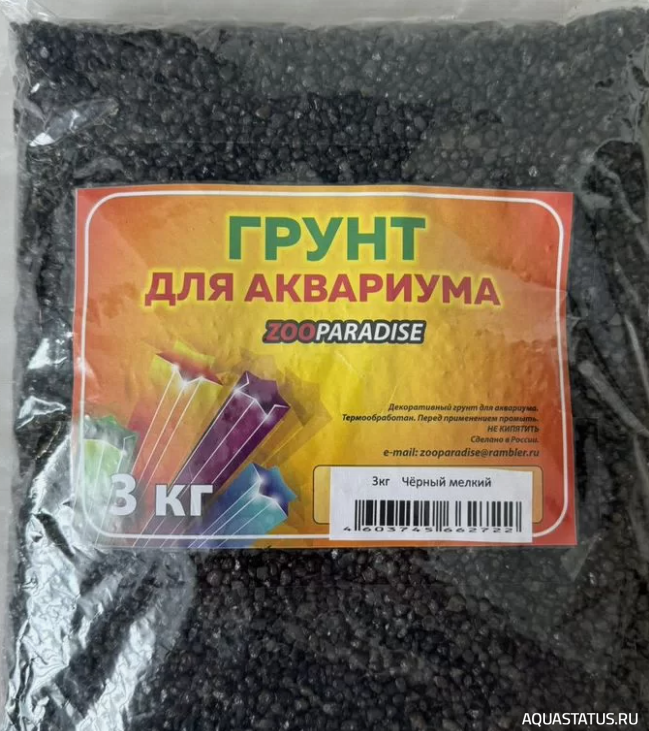 ГРУНТ
ДЛЯ АКВАРИУМА
ZOOPARADISE
Декоративный грунт для аквариума.
Термообработан. Перед применением промыть.
НЕ КИПЯТИТЬ
Сделано в России.
e-mail: zooparadise@rambler.ru
3 кг
3кг Чёрный мелкий
4 603745 662722
AQUASTATUS.RU